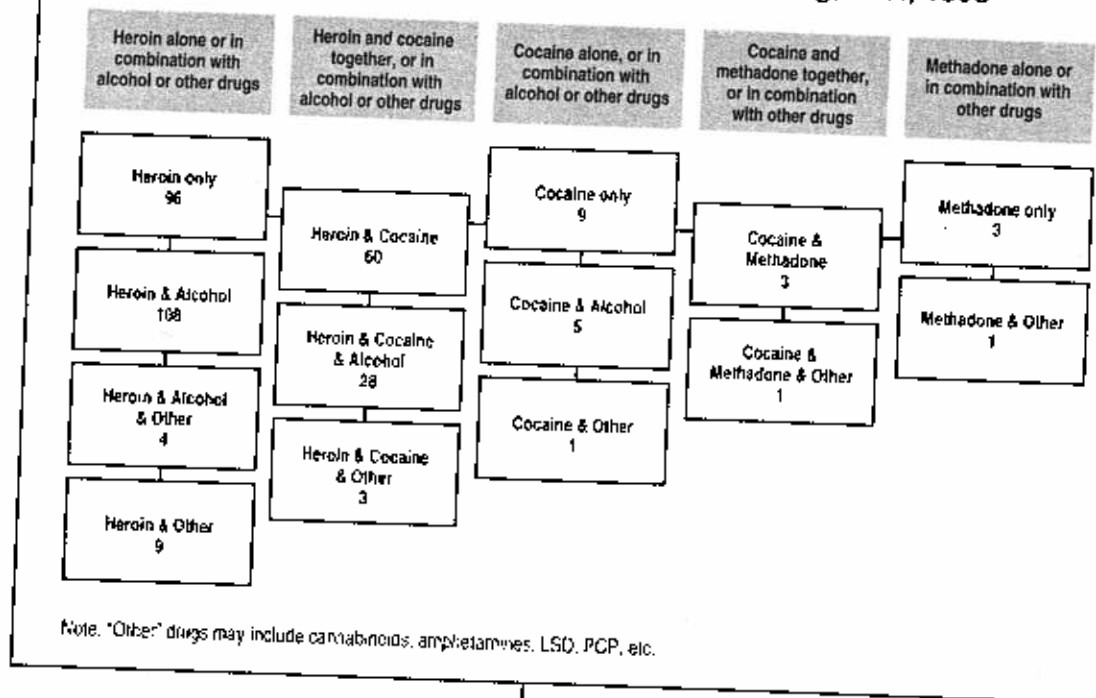 Heroin alone or in
combination with
alcohol or other drugs
Heroin and cocaine
together, or in
combination with
alcohol or other drugs
Cocaine alone, or in
combination with
alcohol or other drugs
Cocaine and
methadone together,
or in combination
with other drugs
Methadone alone or
in combination with
other drugs
Heroin only
96
Heroin & Alcohol
Heroin & Alcohol
& Other
4
Heroin & Other
9
Heroin & Cocaine
60
Heroin & Cocaine
& Alcohol
28
Heroin & Cocaine
& Other
3
Cocaine only
9
Cocaine & Alcohol
5
Cocaine & Other
1
Cocaine &
Methadone
3
Cocaine &
Methadone & Other
1
Methadone only
3
Methadone & Other
1
Note. "Other" drugs may include cannabinoids, amphetamines, LSD, PCP, etc.